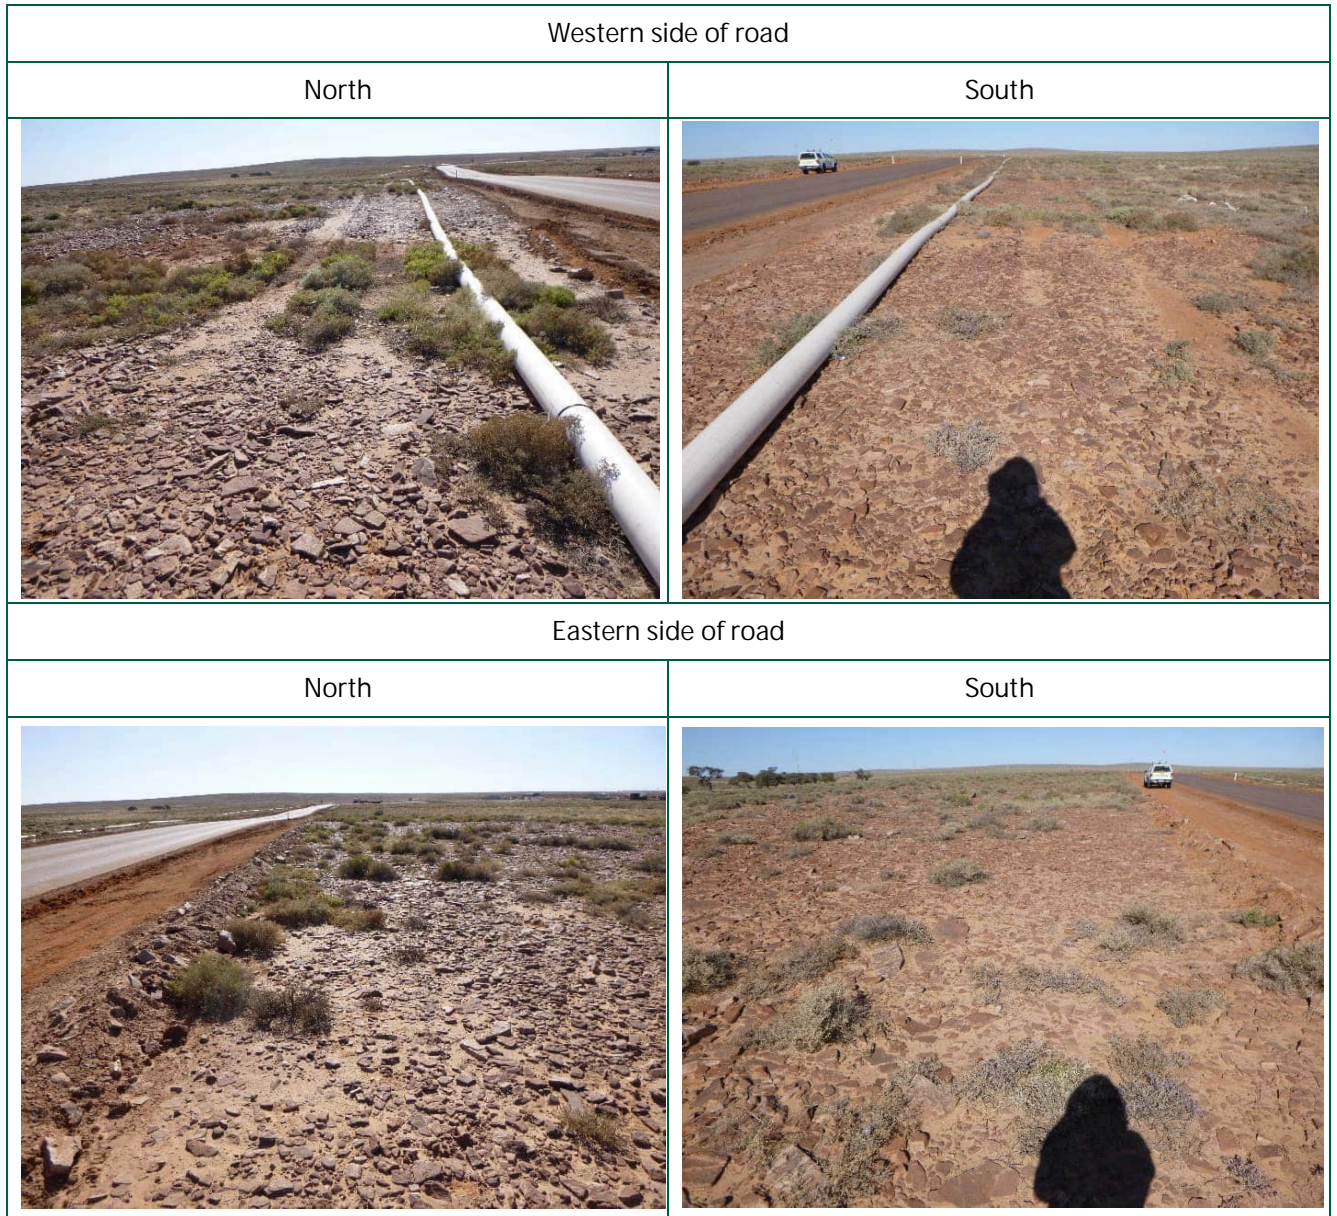 Western side of road
North
South
Eastern side of road
North
South